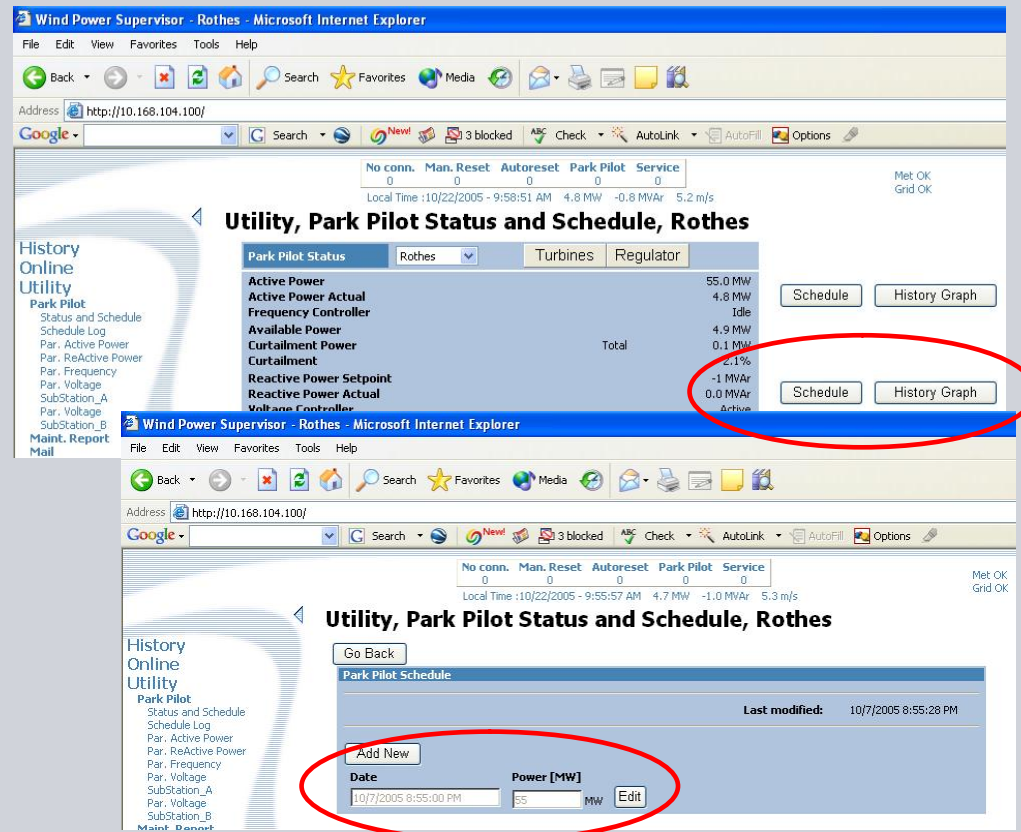 Wind Power Supervisor - Rothes - Microsoft Internet Explorer
File Edit View Favorites Tools Help
Back Search Favorites Media
Address http://10.168.104.100/
Google Search New! 3 blocked ABC Check AutoLink AutoFill Options
No conn. Man. Reset Autoreset Park Pilot Service
0 0 0 0 0
Local Time :10/22/2005 - 9:58:51 AM 4.8 MW -0.8 MVAr 5.2 m/s
Met OK
Grid OK
Utility, Park Pilot Status and Schedule, Rothes
History
Online
Utility
Park Pilot
Status and Schedule
Schedule Log
Par. Active Power
Par. ReActive Power
Par. Frequency
Par. Voltage
SubStation_A
Par. Voltage
SubStation_B
Maint. Report
Mail
Park Pilot Status Rothes Turbines Regulator
Active Power 55.0 MW
Active Power Actual 4.8 MW
Frequency Controller Idle
Available Power 4.9 MW
Curtailment Power Total 0.1 MW
Curtailment 2.1%
Reactive Power Setpoint -1 MVAr
Reactive Power Actual 0.0 MVAr
Voltage Controller Active
Schedule History Graph
Schedule History Graph
Wind Power Supervisor - Rothes - Microsoft Internet Explorer
File Edit View Favorites Tools Help
Back Search Favorites Media
Address http://10.168.104.100/
Google Search New! 3 blocked ABC Check AutoLink AutoFill Options
No conn. Man. Reset Autoreset Park Pilot Service
0 0 0 0 0
Local Time :10/22/2005 - 9:55:57 AM 4.7 MW -1.0 MVAr 5.3 m/s
Met OK
Grid OK
Utility, Park Pilot Status and Schedule, Rothes
History
Online
Utility
Park Pilot
Status and Schedule
Schedule Log
Par. Active Power
Par. ReActive Power
Par. Frequency
Par. Voltage
SubStation_A
Par. Voltage
SubStation_B
Maint. Report
Go Back
Park Pilot Schedule
Last modified: 10/7/2005 8:55:28 PM
Add New
Date Power [MW]
10/7/2005 8:55:00 PM 55 MW Edit